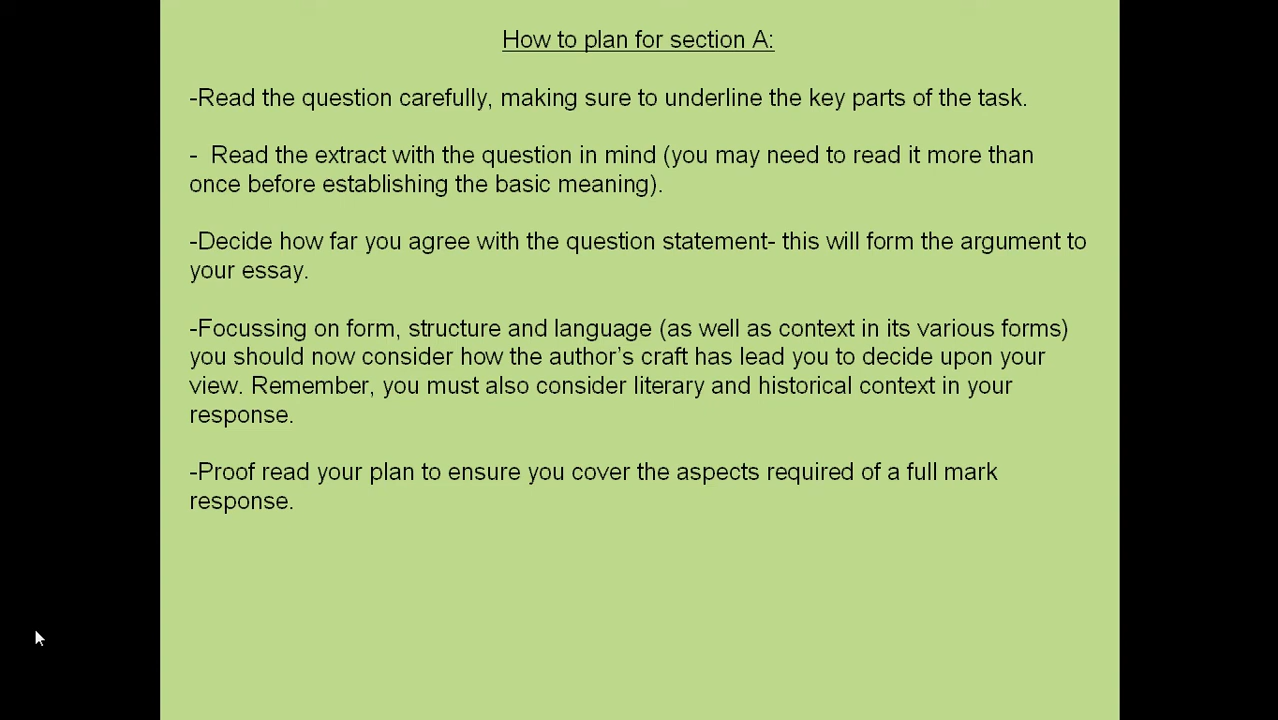 How to plan for section A:
-Read the question carefully, making sure to underline the key parts of the task.
- Read the extract with the question in mind (you may need to read it more than
once before establishing the basic meaning).
-Decide how far you agree with the question statement- this will form the argument to
your essay.
-Focussing on form, structure and language (as well as context in its various forms)
you should now consider how the author’s craft has lead you to decide upon your
view. Remember, you must also consider literary and historical context in your
response.
-Proof read your plan to ensure you cover the aspects required of a full mark
response.